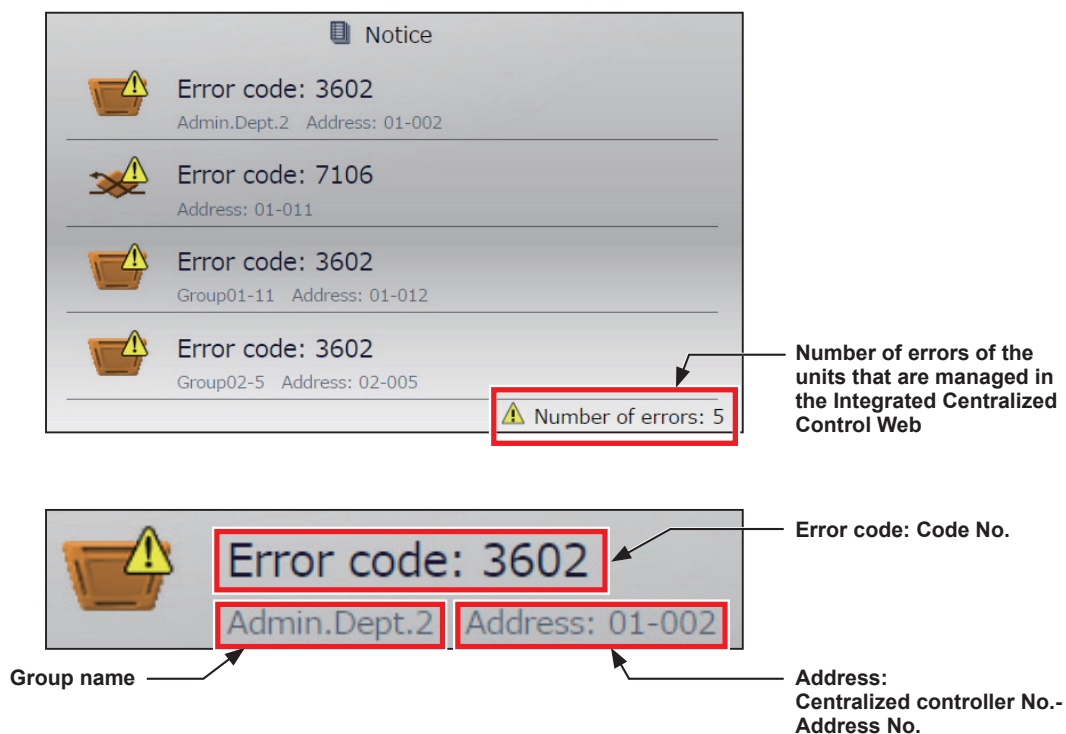 Notice
Error code: 3602
Admin.Dept.2 Address: 01-002
Error code: 7106
Address: 01-011
Error code: 3602
Group01-11 Address: 01-012
Error code: 3602
Group02-5 Address: 02-005
Number of errors: 5
Number of errors of the
units that are managed in
the Integrated Centralized
Control Web
Error code: 3602
Admin.Dept.2 Address: 01-002
Error code: Code No.
Group name
Address:
Centralized controller No.-
Address No.